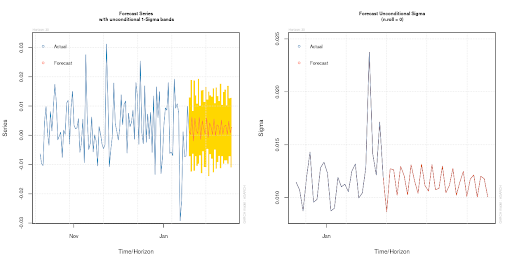 Forecast Series
with unconditional 1-Sigma bands
Actual
Forecast
Series
0.03
0.02
0.01
0.00
-0.01
-0.02
-0.03
Nov
Jan
Time/Horizon
Forecast Unconditional Sigma
(n.roll = 0)
Actual
Forecast
Sigma
0.025
0.020
0.015
0.010
Jan
Time/Horizon